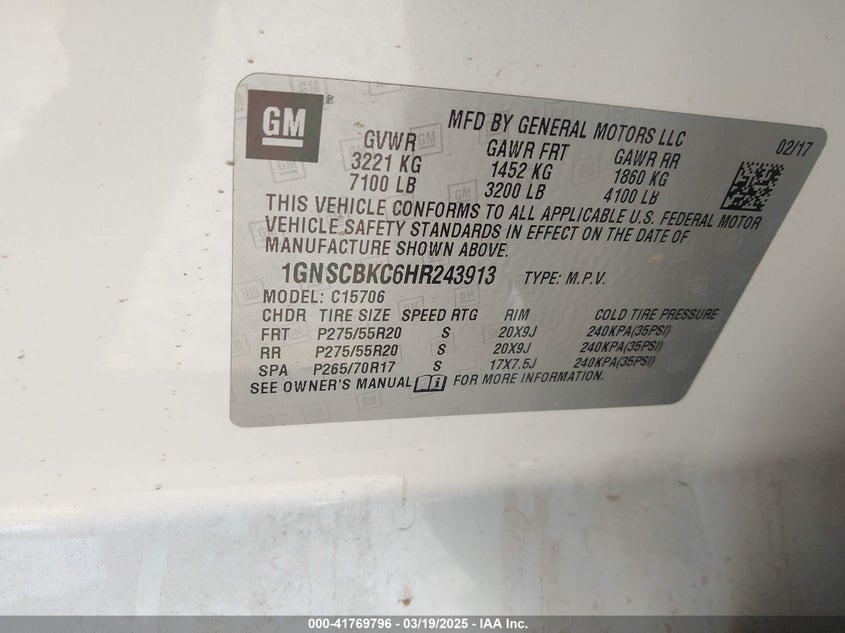 GM
MFD BY GENERAL MOTORS LLC
02/17
GVWR GAWR FRT GAWR RR
3221 KG 1452 KG 1860 KG
7100 LB 3200 LB 4100 LB
THIS VEHICLE CONFORMS TO ALL APPLICABLE U.S. FEDERAL MOTOR
VEHICLE SAFETY STANDARDS IN EFFECT ON THE DATE OF
MANUFACTURE SHOWN ABOVE.
1GNSCBKC6HR243913 TYPE: M.P.V.
MODEL: C15706
CHDR TIRE SIZE SPEED RTG RIM COLD TIRE PRESSURE
FRT P275/55R20 S 20X9J 240KPA(35PSI)
RR P275/55R20 S 20X9J 240KPA(35PSI)
SPA P265/70R17 S 17X7.5J 240KPA(35PSI)
SEE OWNER'S MANUAL FOR MORE INFORMATION.
000-41769796 - 03/19/2025 - IAA Inc.